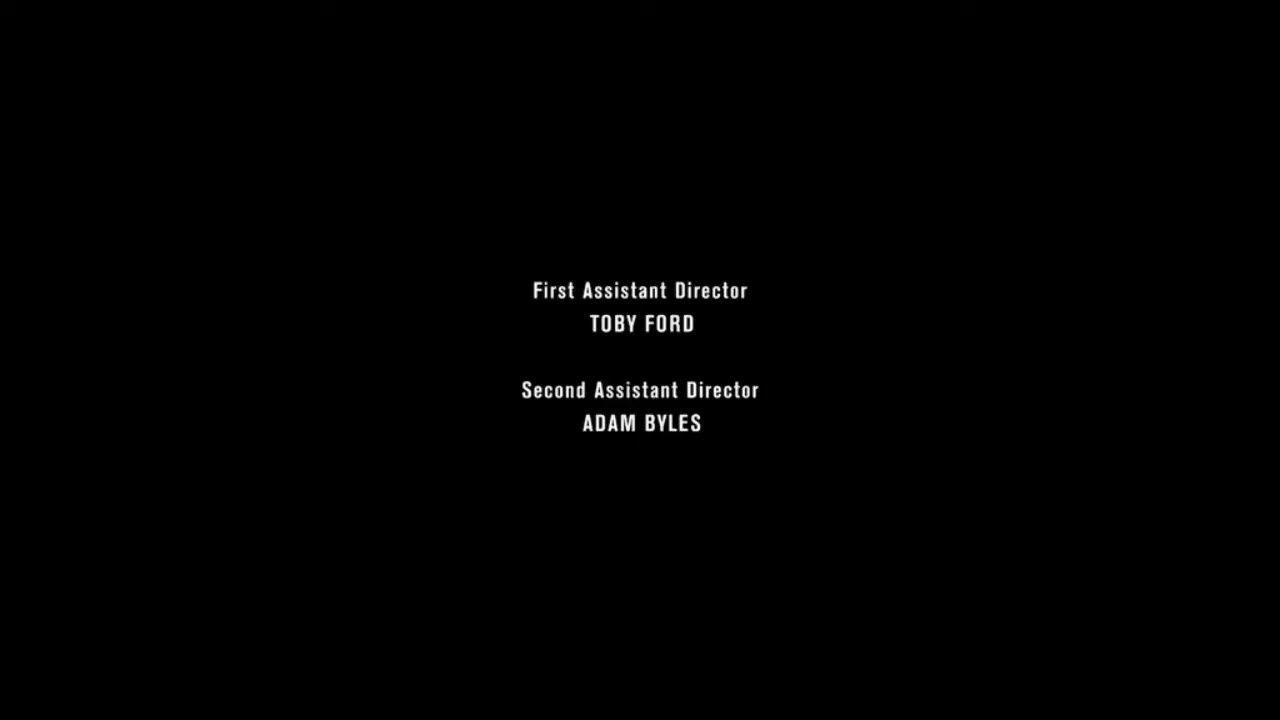 First Assistant Director
TOBY FORD
Second Assistant Director
ADAM BYLES